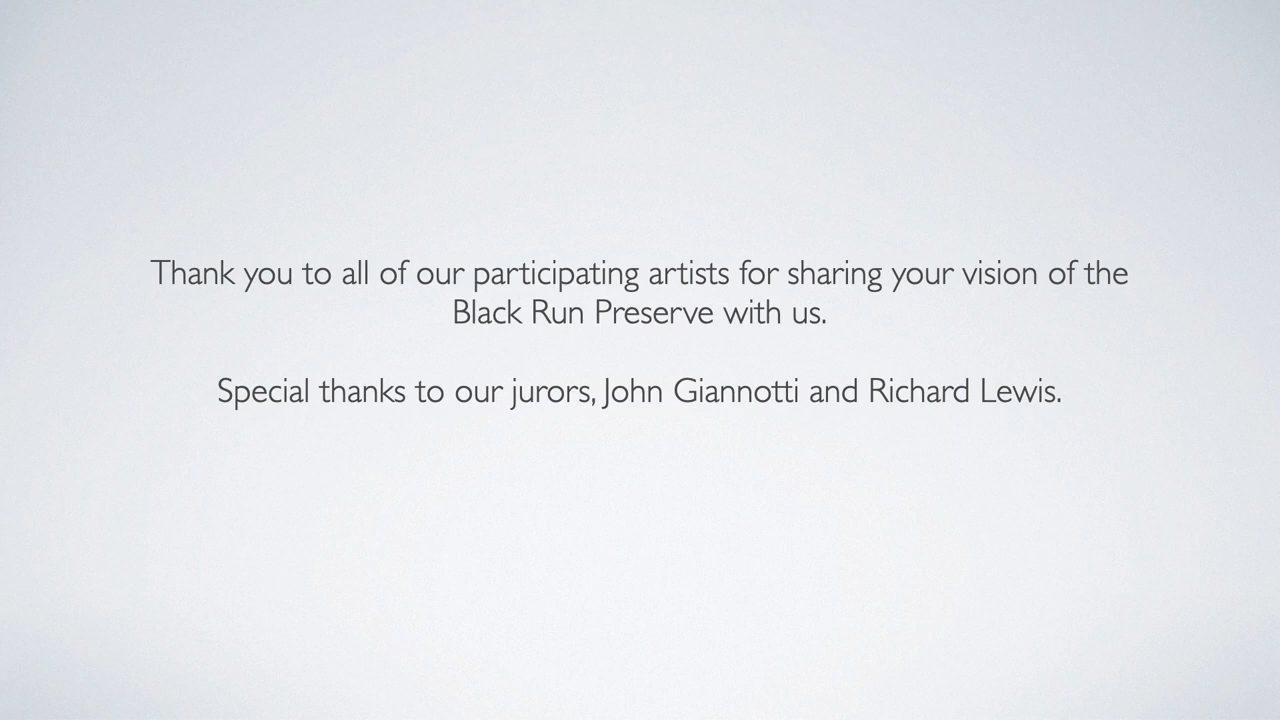 Thank you to all of our participating artists for sharing your vision of the
Black Run Preserve with us.
Special thanks to our jurors, John Giannotti and Richard Lewis.